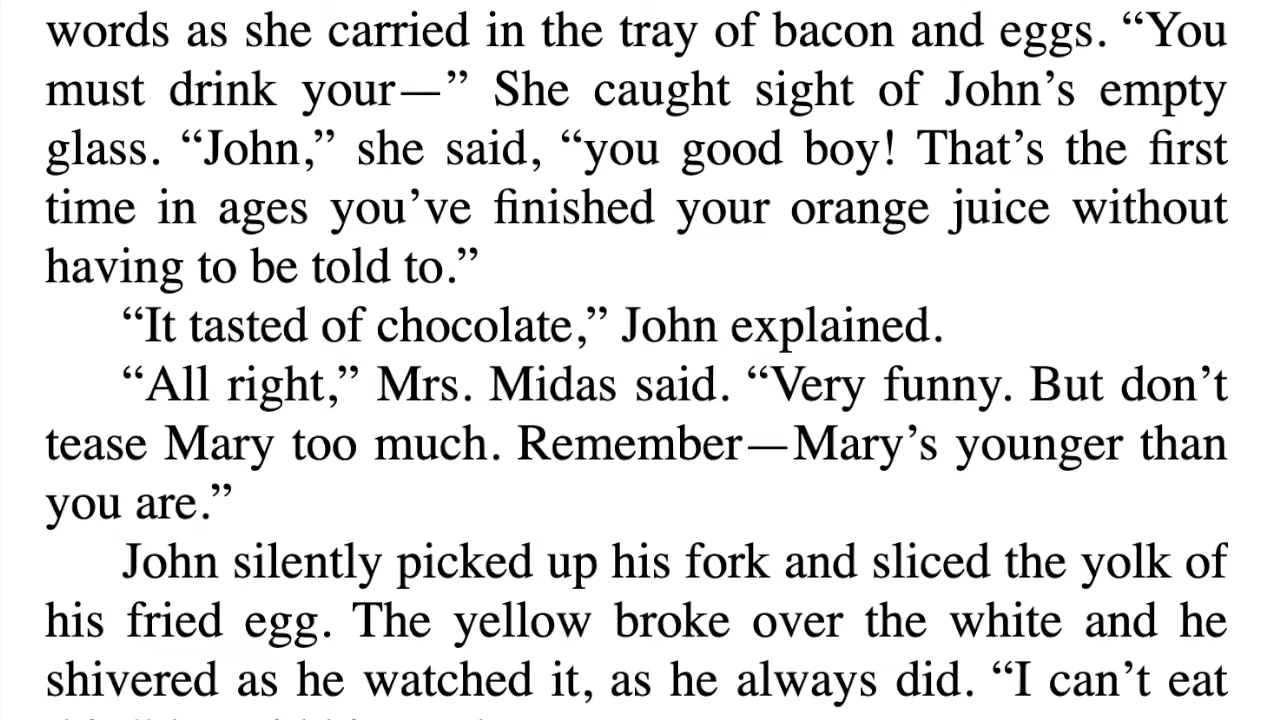 words as she carried in the tray of bacon and eggs. “You
must drink your—” She caught sight of John’s empty
glass. “John,” she said, “you good boy! That’s the first
time in ages you’ve finished your orange juice without
having to be told to.”
“It tasted of chocolate,” John explained.
“All right,” Mrs. Midas said. “Very funny. But don’t
tease Mary too much. Remember—Mary’s younger than
you are.”
John silently picked up his fork and sliced the yolk of
his fried egg. The yellow broke over the white and he
shivered as he watched it, as he always did. “I can’t eat